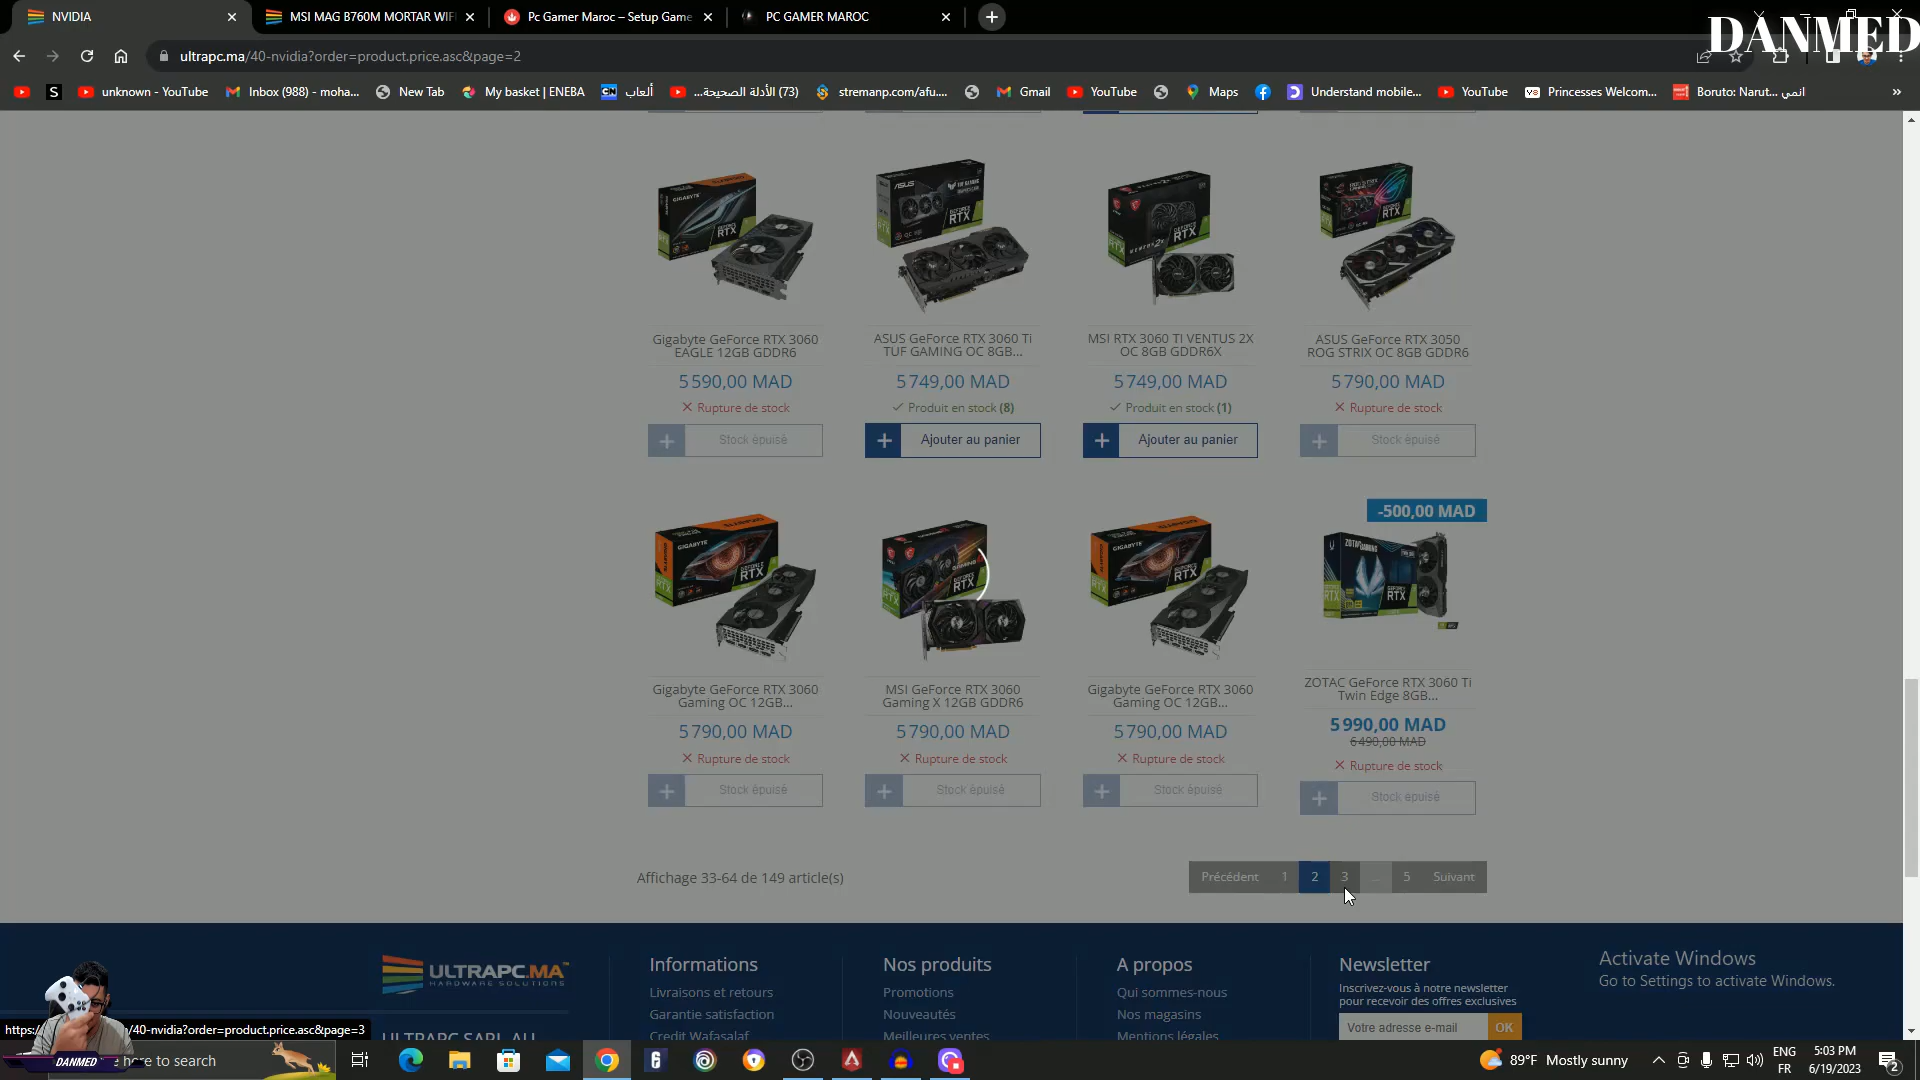 NVIDIA
MSI MAG B760M MORTAR WIF
Pc Gamer Maroc – Setup Game
PC GAMER MAROC
DANMED
ultrapc.ma/40-nvidia?order=product.price.asc&page=2
unknown - YouTube
Inbox (988) - moha...
New Tab
My basket | ENEBA
ألعاب
(73) الأدلة الصحيحة...
stremanp.com/afu....
Gmail
YouTube
Maps
Understand mobile...
YouTube
Princesses Welcom...
Boruto: Narut... انمي
Gigabyte GeForce RTX 3060
EAGLE 12GB GDDR6
5 590,00 MAD
Rupture de stock
Stock épuisé
ASUS GeForce RTX 3060 Ti
TUF GAMING OC 8GB...
5 749,00 MAD
Produit en stock (8)
Ajouter au panier
MSI RTX 3060 TI VENTUS 2X
OC 8GB GDDR6X
5 749,00 MAD
Produit en stock (1)
Ajouter au panier
ASUS GeForce RTX 3050
ROG STRIX OC 8GB GDDR6
5 790,00 MAD
Rupture de stock
Stock épuisé
Gigabyte GeForce RTX 3060
Gaming OC 12GB...
5 790,00 MAD
Rupture de stock
Stock épuisé
MSI GeForce RTX 3060
Gaming X 12GB GDDR6
5 790,00 MAD
Rupture de stock
Stock épuisé
Gigabyte GeForce RTX 3060
Gaming OC 12GB...
5 790,00 MAD
Rupture de stock
Stock épuisé
-500,00 MAD
ZOTAC GeForce RTX 3060 Ti
Twin Edge 8GB...
5 990,00 MAD
6 490,00 MAD
Rupture de stock
Stock épuisé
Affichage 33-64 de 149 article(s)
Précédent 1 2 3 ... 5 Suivant
ULTRAPC.MA
HARDWARE SOLUTIONS
ULTRAPC SARL AU
Informations
Livraisons et retours
Garantie satisfaction
Credit Wafasalaf
Nos produits
Promotions
Nouveautés
Meilleures ventes
A propos
Qui sommes-nous
Nos magasins
Mentions légales
Newsletter
Inscrivez-vous à notre newsletter
pour recevoir des offres exclusives
Votre adresse e-mail
OK
Activate Windows
Go to Settings to activate Windows.
https:
/40-nvidia?order=product.price.asc&page=3
DANMED
here to search
89°F Mostly sunny
ENG
FR
5:03 PM
6/19/2023
2